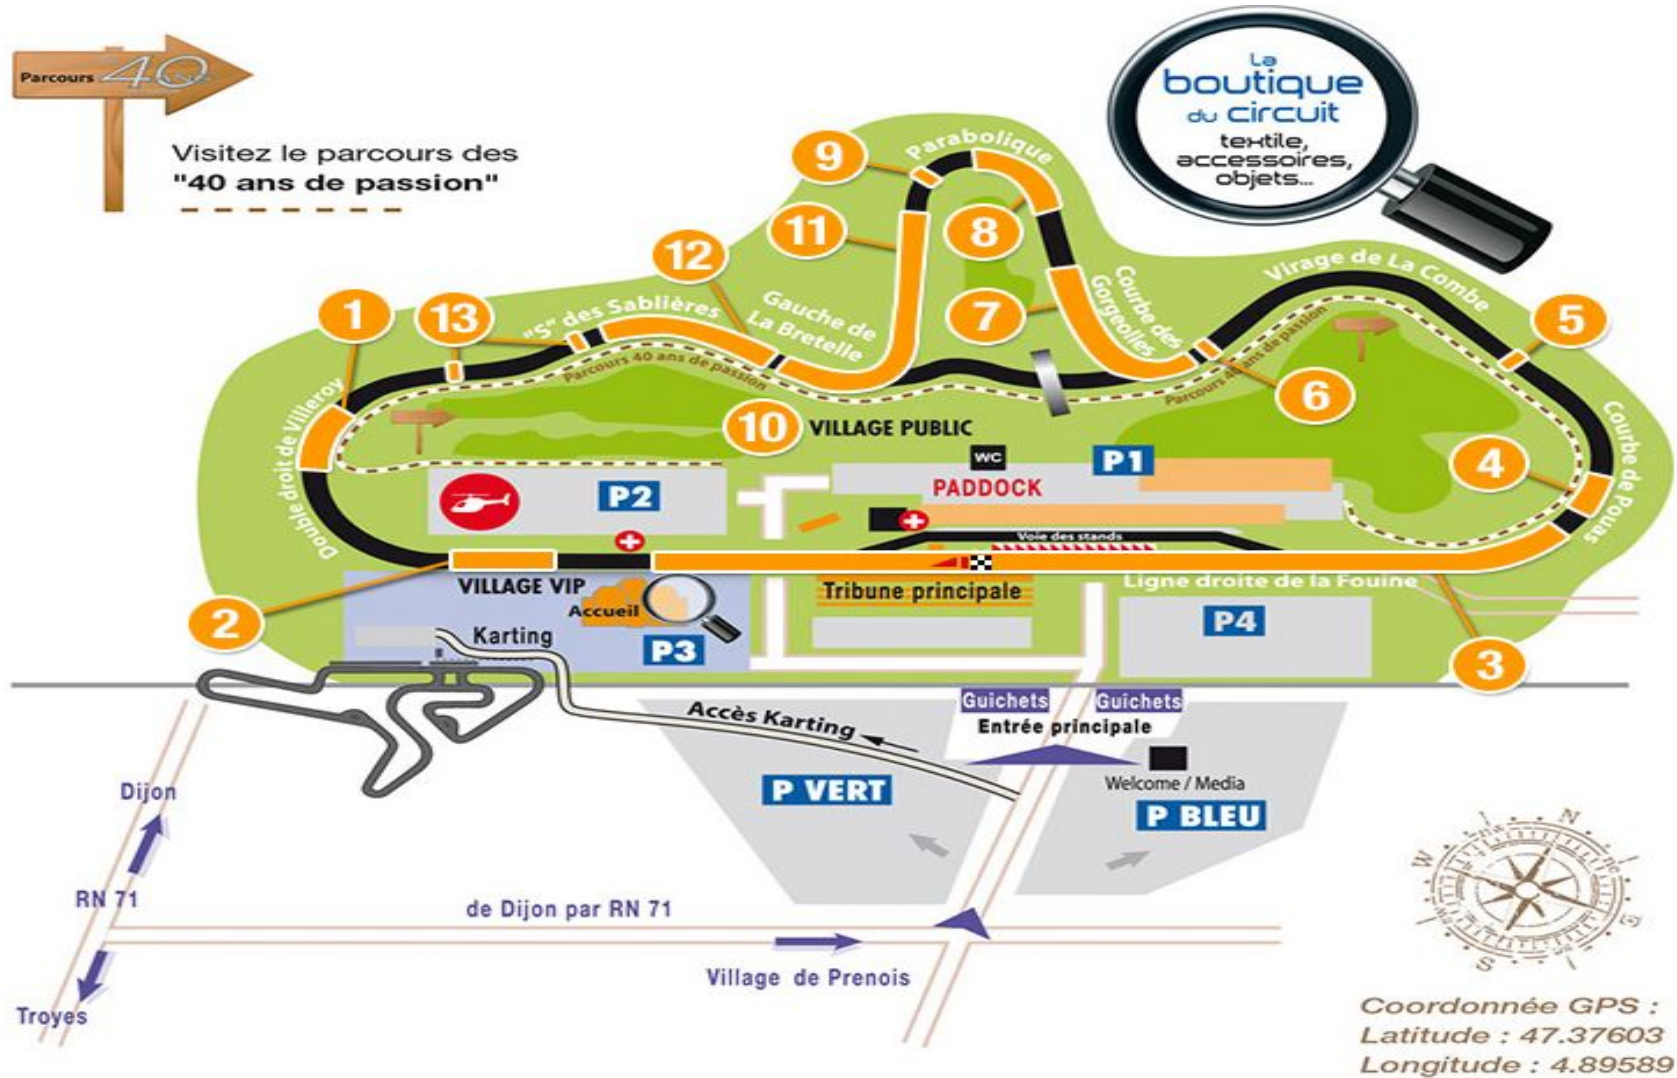 Parcours 40 ANS
Visitez le parcours des
"40 ans de passion"
La
boutique
du circuit
textile,
accessoires,
objets...
9
Parabolique
11
8
12
Virage de La Combe
1
13
"S" des Sablières
Gauche de
La Bretelle
7
Courbe des
Gorgeolles
5
Parcours 40 ans de passion
Parcours 40 ans de passion
6
Double droit de Villeroy
10
VILLAGE PUBLIC
Courbe de Pouas
WC
P1
4
P2
PADDOCK
Voie des stands
VILLAGE VIP
Accueil
Tribune principale
Ligne droite de la Fouine
2
Karting
P3
P4
3
Guichets
Guichets
Accès Karting
Entrée principale
Welcome / Media
P VERT
P BLEU
Dijon
RN 71
de Dijon par RN 71
Village de Prenois
Troyes
N
W
S
E
Coordonnée GPS :
Latitude : 47.37603
Longitude : 4.89589